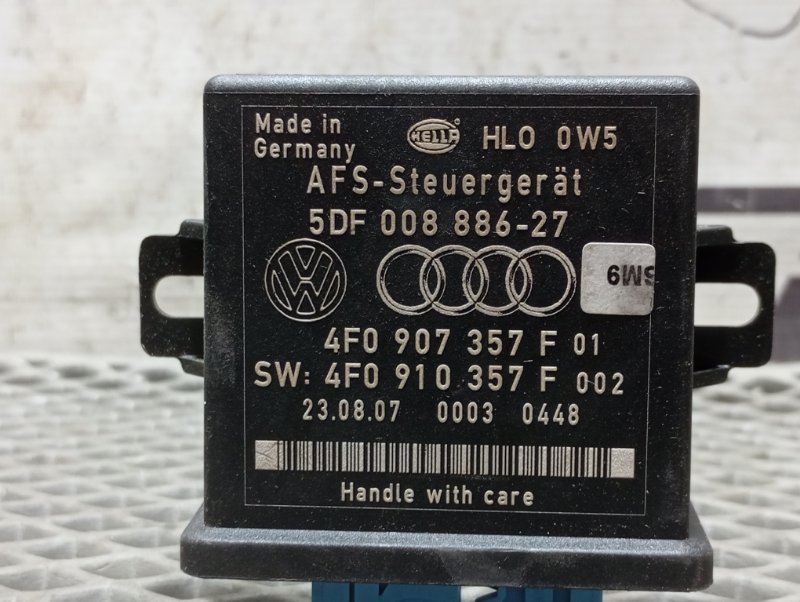 Made in
Germany
HELLA
HLO 0W5
AFS-Steuergerät
5DF 008 886-27
6M9
4F0 907 357 F 01
SW: 4F0 910 357 F 002
23.08.07 0003 0448
Handle with care